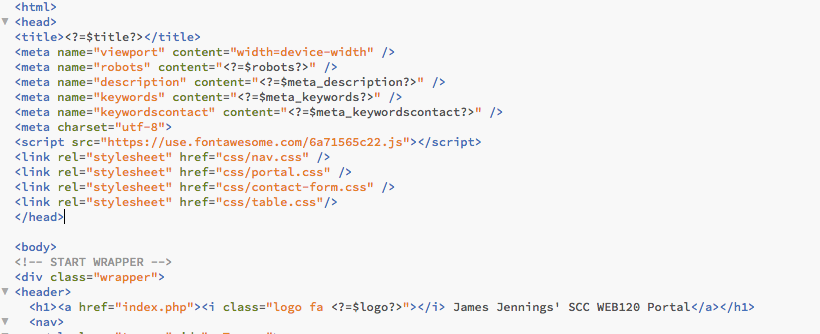 <html>
<head>
<title><?=$title?></title>
<meta name="viewport" content="width=device-width" />
<meta name="robots" content="<?=$robots?>" />
<meta name="description" content="<?=$meta_description?>" />
<meta name="keywords" content="<?=$meta_keywords?>" />
<meta name="keywordscontact" content="<?=$meta_keywordscontact?>" />
<meta charset="utf-8">
<script src="https://use.fontawesome.com/6a71565c22.js"></script>
<link rel="stylesheet" href="css/nav.css" />
<link rel="stylesheet" href="css/portal.css" />
<link rel="stylesheet" href="css/contact-form.css" />
<link rel="stylesheet" href="css/table.css"/>
</head>
<body>
<!-- START WRAPPER -->
<div class="wrapper">
<header>
<h1><a href="index.php"><i class="logo fa <?=$logo?>"></i> James Jennings' SCC WEB120 Portal</a></h1>
<nav>